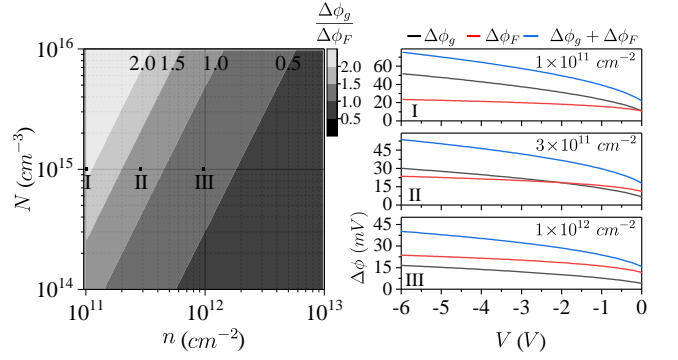 Δϕg/ΔϕF
10^16
10^15
10^14
N (cm^-3)
2.0 1.5 1.0 0.5
2.0
1.5
1.0
0.5
I II III
10^11 10^12 10^13
n (cm^-2)
Δϕg ΔϕF Δϕg + ΔϕF
60
40
20
0
1×10^11 cm^-2
I
45
30
15
0
3×10^11 cm^-2
II
45
30
15
0
1×10^12 cm^-2
III
Δϕ (mV)
-6 -5 -4 -3 -2 -1 0
V (V)